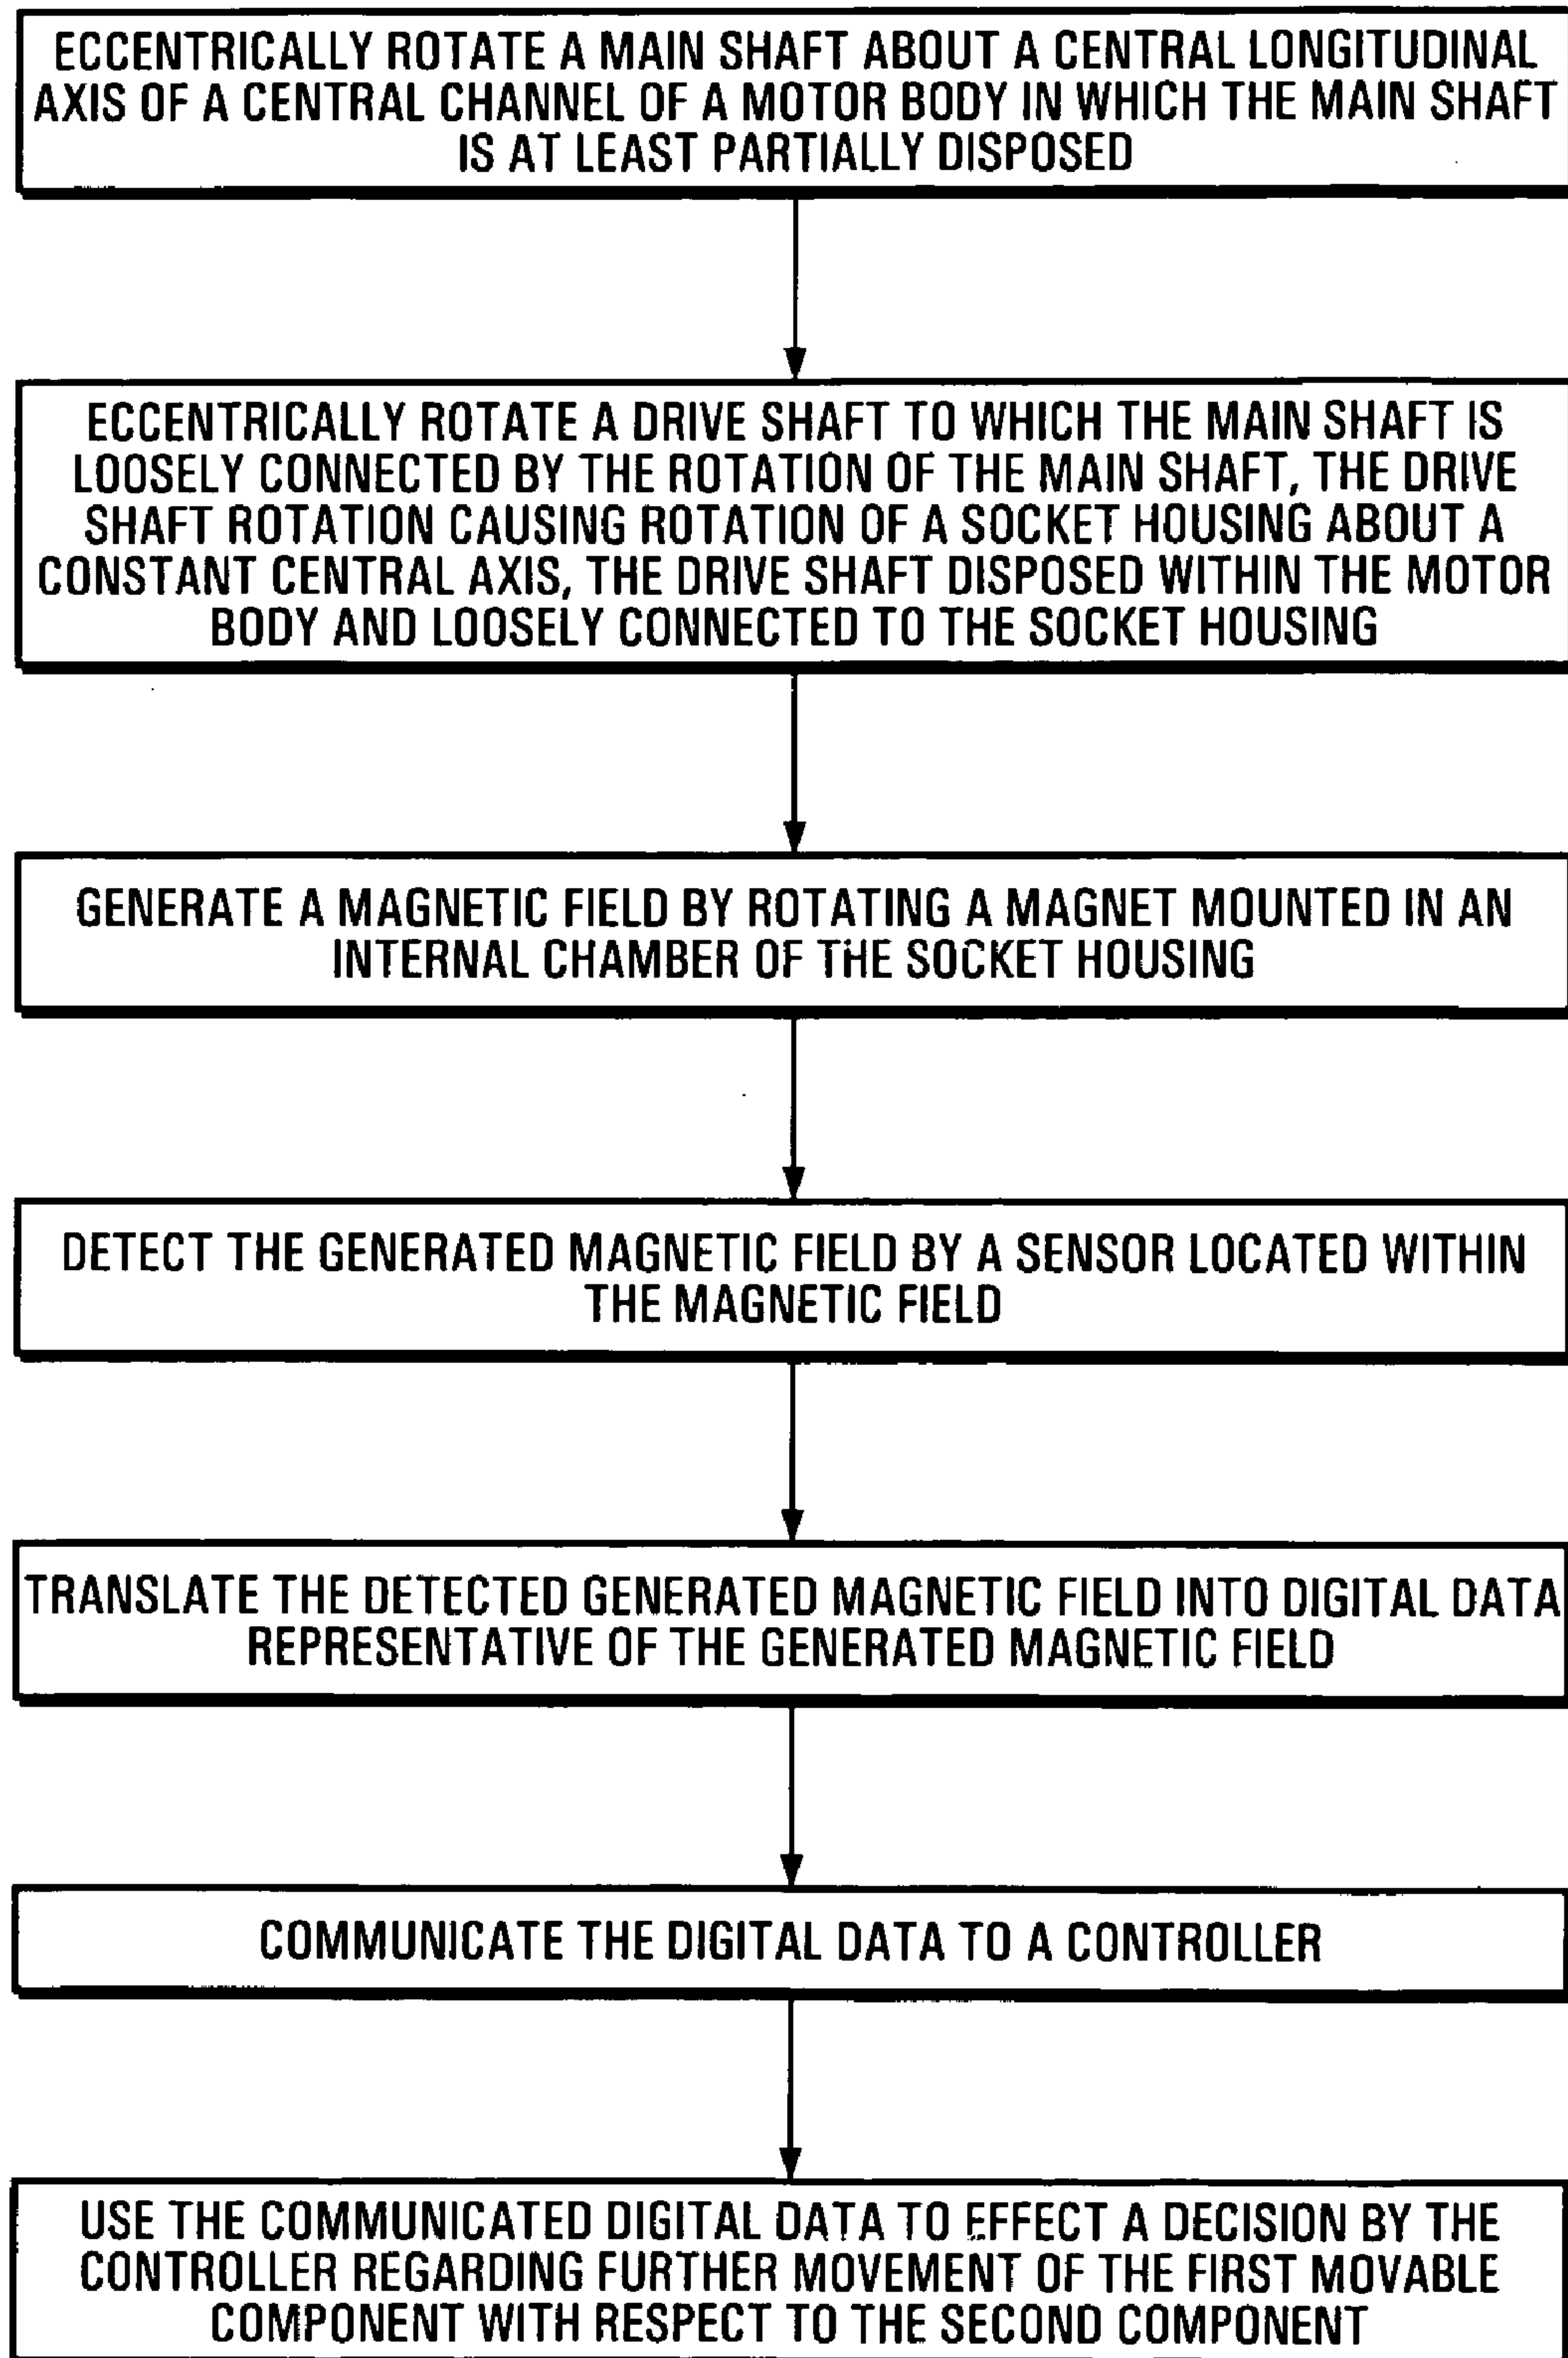 ECCENTRICALLY ROTATE A MAIN SHAFT ABOUT A CENTRAL LONGITUDINAL
AXIS OF A CENTRAL CHANNEL OF A MOTOR BODY IN WHICH THE MAIN SHAFT
IS AT LEAST PARTIALLY DISPOSED
ECCENTRICALLY ROTATE A DRIVE SHAFT TO WHICH THE MAIN SHAFT IS
LOOSELY CONNECTED BY THE ROTATION OF THE MAIN SHAFT, THE DRIVE
SHAFT ROTATION CAUSING ROTATION OF A SOCKET HOUSING ABOUT A
CONSTANT CENTRAL AXIS, THE DRIVE SHAFT DISPOSED WITHIN THE MOTOR
BODY AND LOOSELY CONNECTED TO THE SOCKET HOUSING
GENERATE A MAGNETIC FIELD BY ROTATING A MAGNET MOUNTED IN AN
INTERNAL CHAMBER OF THE SOCKET HOUSING
DETECT THE GENERATED MAGNETIC FIELD BY A SENSOR LOCATED WITHIN
THE MAGNETIC FIELD
TRANSLATE THE DETECTED GENERATED MAGNETIC FIELD INTO DIGITAL DATA
REPRESENTATIVE OF THE GENERATED MAGNETIC FIELD
COMMUNICATE THE DIGITAL DATA TO A CONTROLLER
USE THE COMMUNICATED DIGITAL DATA TO EFFECT A DECISION BY THE
CONTROLLER REGARDING FURTHER MOVEMENT OF THE FIRST MOVABLE
COMPONENT WITH RESPECT TO THE SECOND COMPONENT